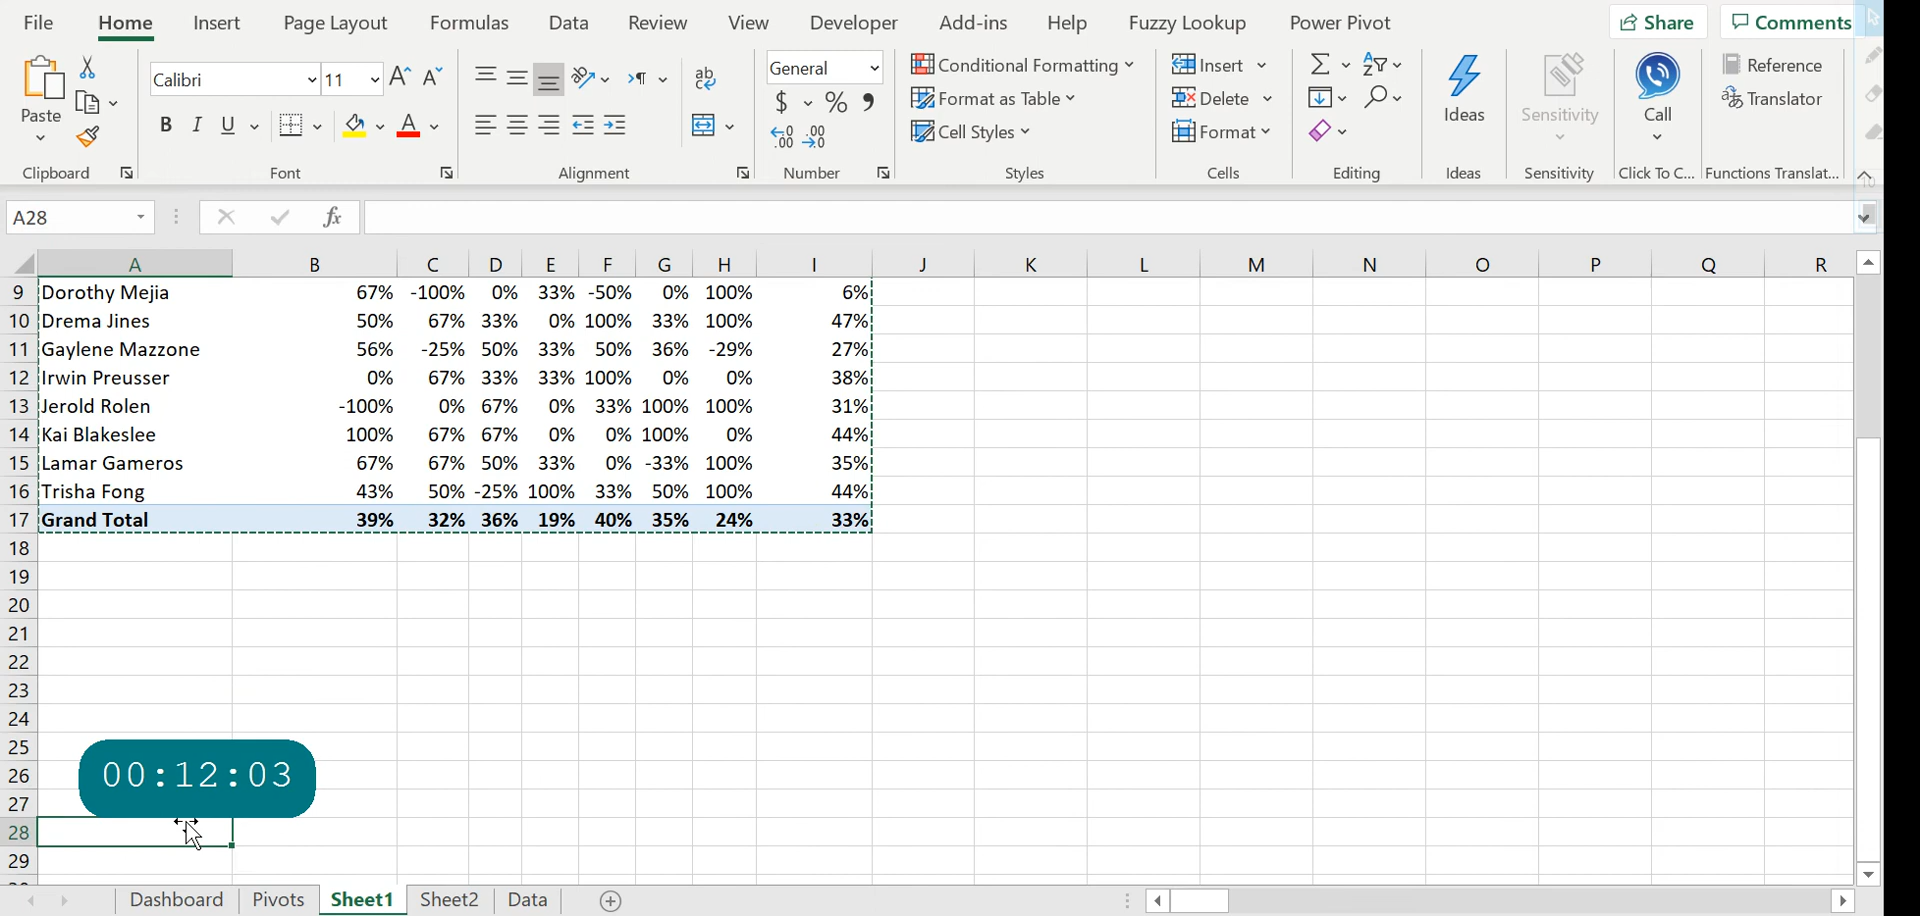 File Home Insert Page Layout Formulas Data Review View Developer Add-ins Help Fuzzy Lookup Power Pivot Share Comments
Calibri 11 General Conditional Formatting Insert Reference
Format as Table Delete Translator
Paste Ideas Sensitivity Call
Cell Styles Format
Clipboard Font Alignment Number Styles Cells Editing Ideas Sensitivity Click To C... Functions Translat...
A28 fx
A B C D E F G H I J K L M N O P Q R
9 Dorothy Mejia 67% -100% 0% 33% -50% 0% 100% 6%
10 Drema Jines 50% 67% 33% 0% 100% 33% 100% 47%
11 Gaylene Mazzone 56% -25% 50% 33% 50% 36% -29% 27%
12 Irwin Preusser 0% 67% 33% 33% 100% 0% 0% 38%
13 Jerold Rolen -100% 0% 67% 0% 33% 100% 100% 31%
14 Kai Blakeslee 100% 67% 67% 0% 0% 100% 0% 44%
15 Lamar Gameros 67% 67% 50% 33% 0% -33% 100% 35%
16 Trisha Fong 43% 50% -25% 100% 33% 50% 100% 44%
17 Grand Total 39% 32% 36% 19% 40% 35% 24% 33%
18
19
20
21
22
23
24
25
26 00:12:03
27
28
29
Dashboard Pivots Sheet1 Sheet2 Data